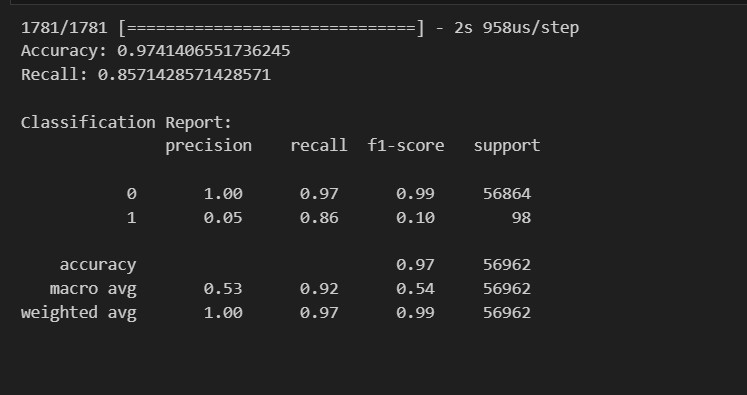 1781/1781 [==============================] - 2s 958us/step
Accuracy: 0.9741406551736245
Recall: 0.8571428571428571
Classification Report:
precision recall f1-score support
0 1.00 0.97 0.99 56864
1 0.05 0.86 0.10 98
accuracy 0.97 56962
macro avg 0.53 0.92 0.54 56962
weighted avg 1.00 0.97 0.99 56962